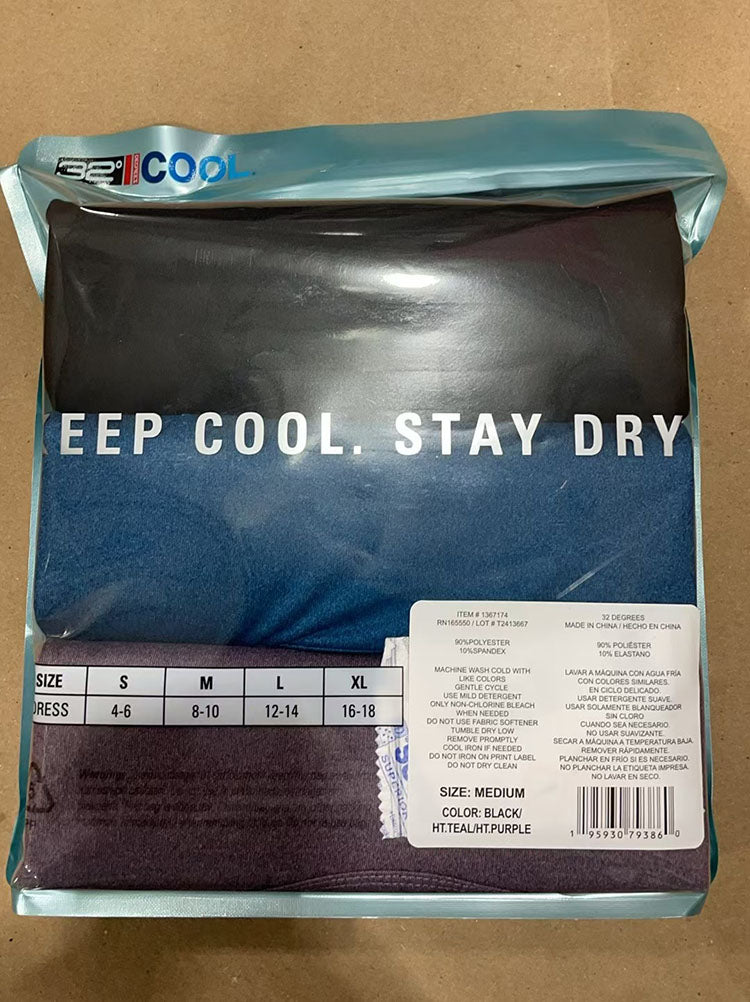 32° DEGREES COOL
KEEP COOL. STAY DRY
SIZE S M L XL
DRESS 4-6 8-10 12-14 16-18
ITEM # 1367174
RN165550 / LOT # T2413667
90%POLYESTER
10%SPANDEX
MACHINE WASH COLD WITH
LIKE COLORS
GENTLE CYCLE
USE MILD DETERGENT
ONLY NON-CHLORINE BLEACH
WHEN NEEDED
DO NOT USE FABRIC SOFTENER
TUMBLE DRY LOW
REMOVE PROMPTLY
COOL IRON IF NEEDED
DO NOT IRON ON PRINT LABEL
DO NOT DRY CLEAN
SIZE: MEDIUM
COLOR: BLACK/
HT.TEAL/HT.PURPLE
32 DEGREES
MADE IN CHINA / HECHO EN CHINA
90% POLIÉSTER
10% ELASTANO
LAVAR A MÁQUINA CON AGUA FRÍA
CON COLORES SIMILARES.
EN CICLO DELICADO.
USAR DETERGENTE SUAVE.
USAR SOLAMENTE BLANQUEADOR
SIN CLORO
CUANDO SEA NECESARIO.
NO USAR SUAVIZANTE.
SECAR A MÁQUINA A TEMPERATURA BAJA.
REMOVER RÁPIDAMENTE.
PLANCHAR EN FRÍO SI ES NECESARIO.
NO PLANCHAR LA ETIQUETA IMPRESA.
NO LAVAR EN SECO.
1 95930 79386 0
SUPERIOR
Warning: